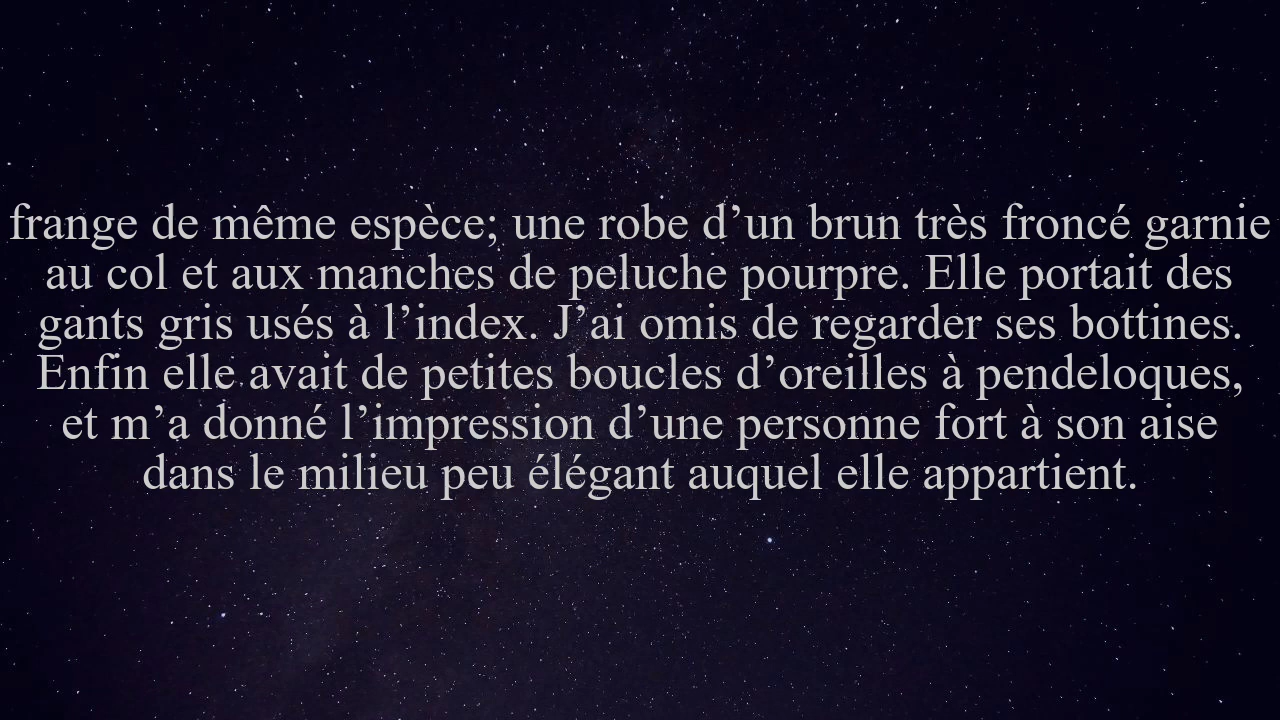 frange de même espèce; une robe d’un brun très froncé garnie
au col et aux manches de peluche pourpre. Elle portait des
gants gris usés à l’index. J’ai omis de regarder ses bottines.
Enfin elle avait de petites boucles d’oreilles à pendeloques,
et m’a donné l’impression d’une personne fort à son aise
dans le milieu peu élégant auquel elle appartient.